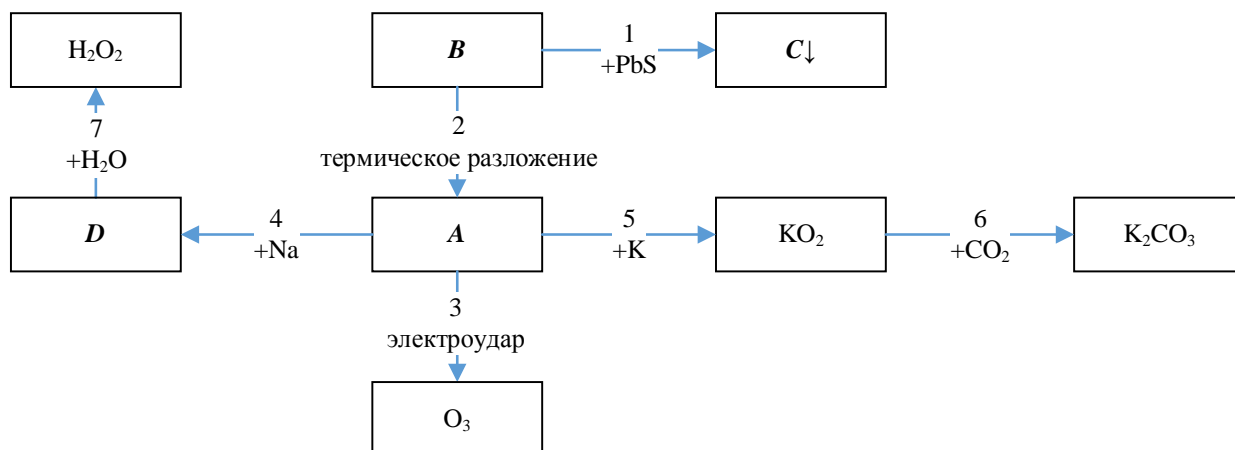 H₂O₂
B
1
+PbS
C↓
7
+H₂O
2
термическое разложение
D
4
+Na
A
5
+K
KO₂
6
+CO₂
K₂CO₃
3
электроудар
O₃